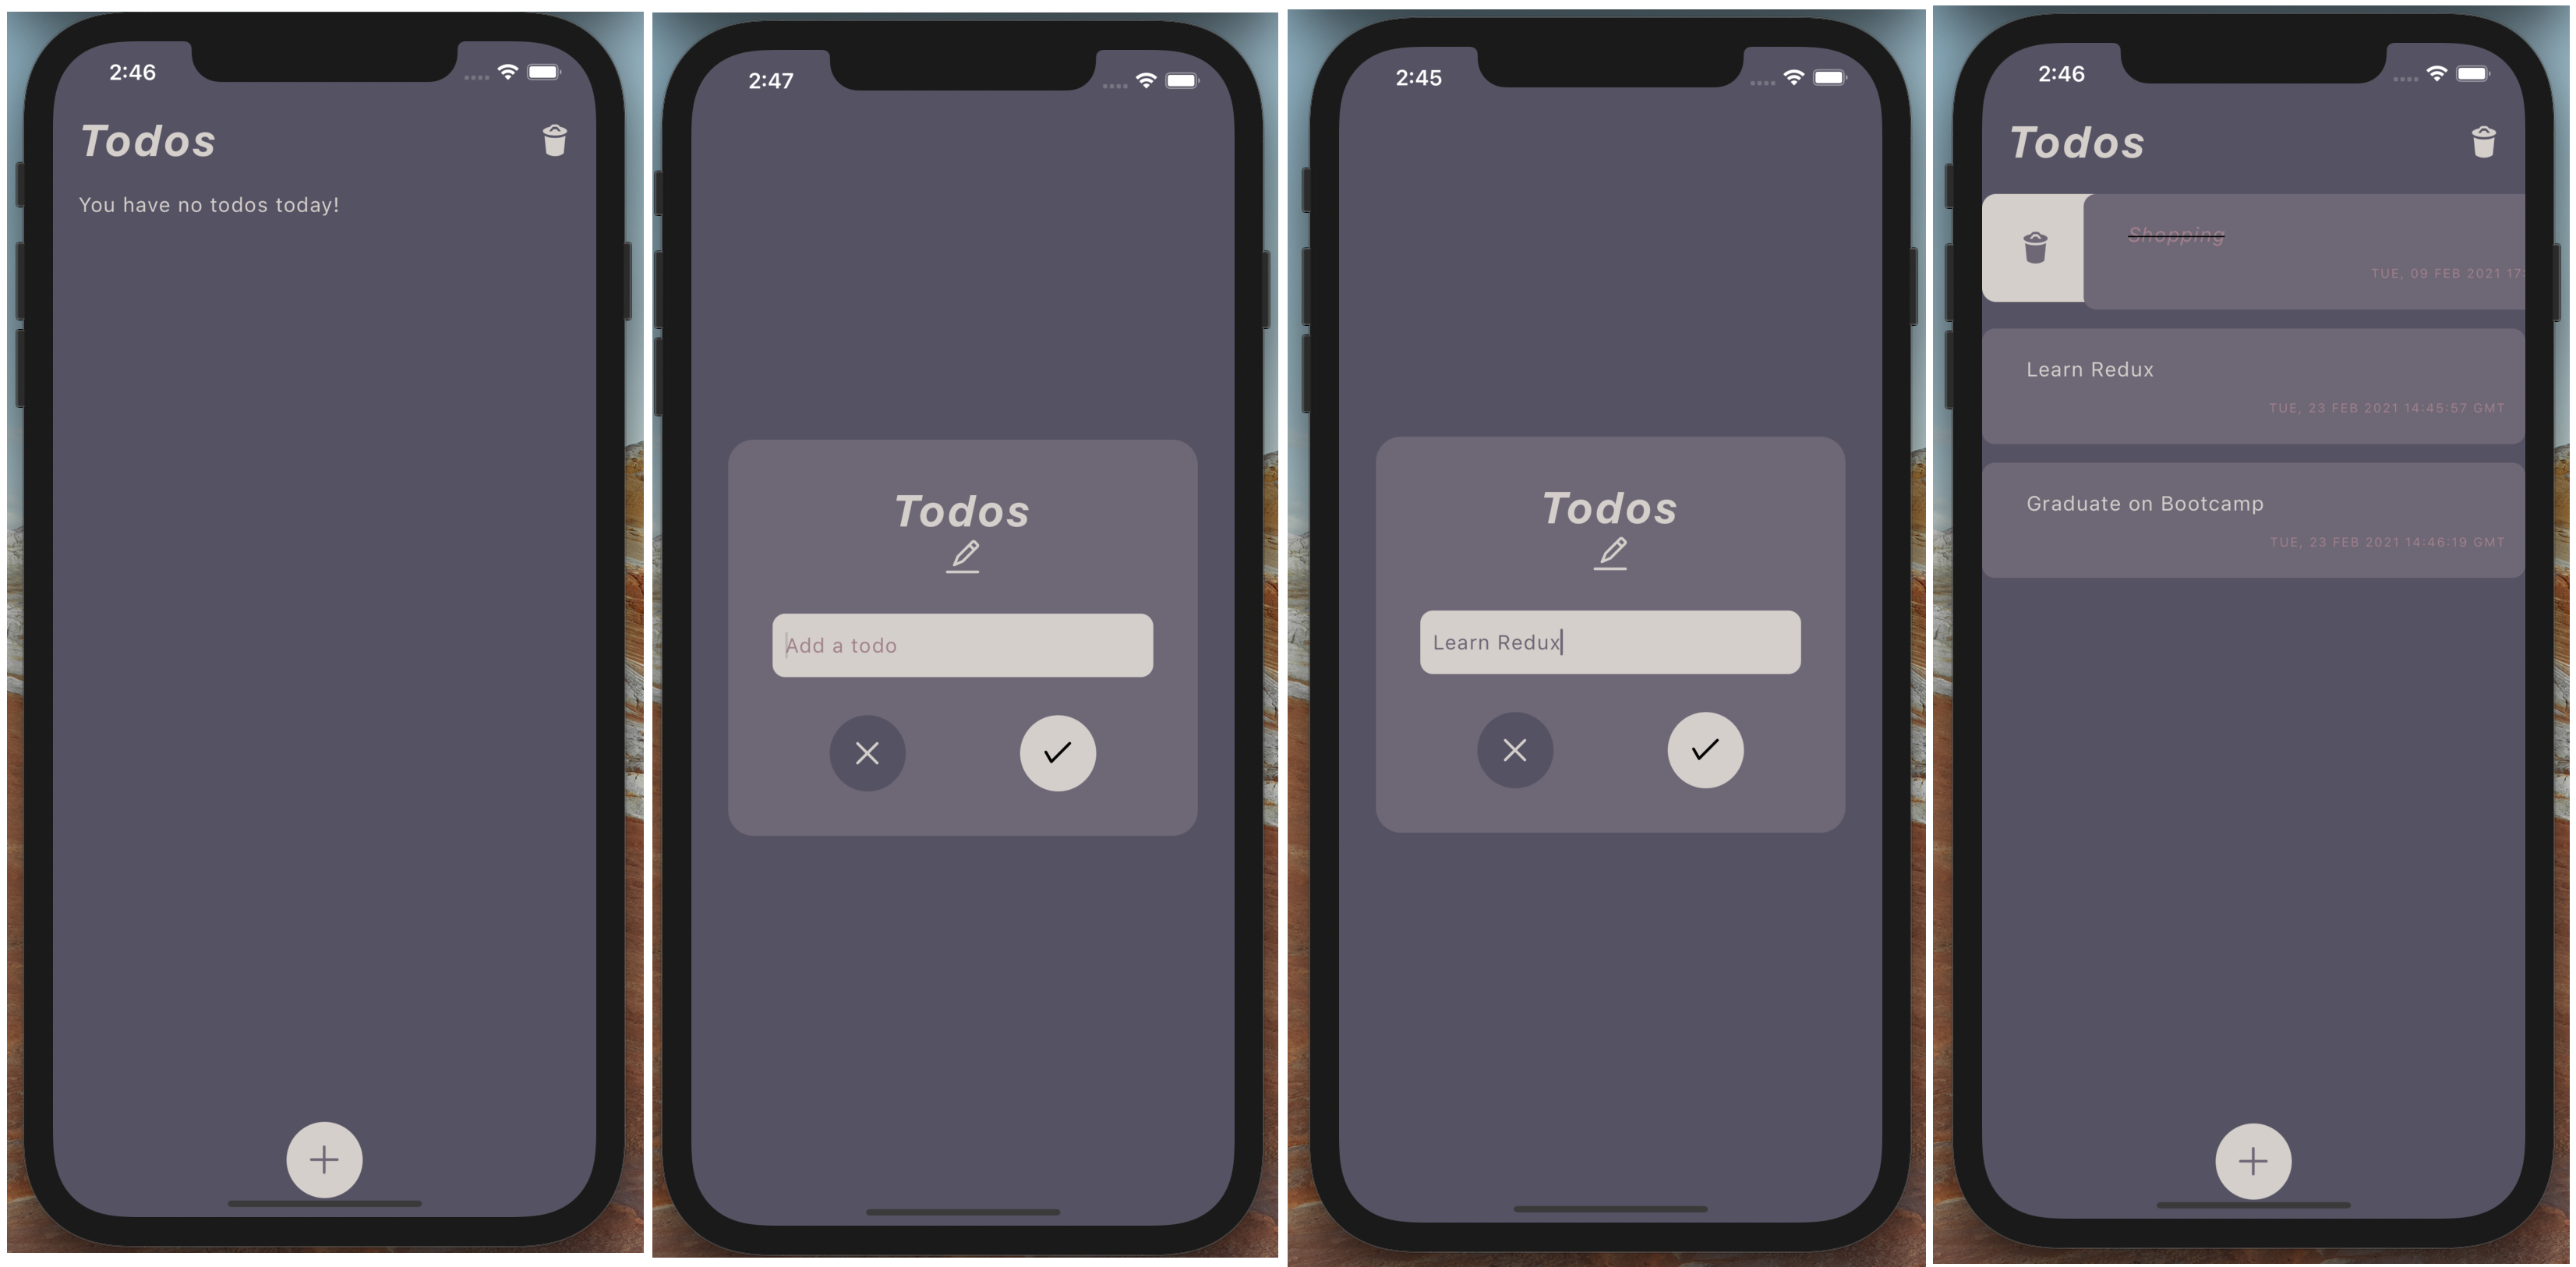 2:46
Todos
You have no todos today!
2:47
Todos
Add a todo
2:45
Todos
Learn Redux
2:46
Todos
Shopping
TUE, 09 FEB 2021 17:
Learn Redux
TUE, 23 FEB 2021 14:45:57 GMT
Graduate on Bootcamp
TUE, 23 FEB 2021 14:46:19 GMT